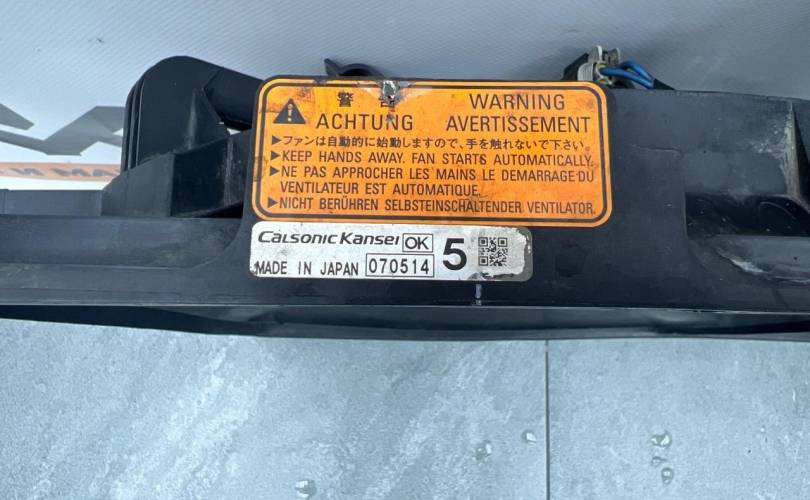 警 WARNING
ACHTUNG AVERTISSEMENT
▶ファンは自動的に始動しますので、手を触れないで下さい。
▶KEEP HANDS AWAY. FAN STARTS AUTOMATICALLY.
▶NE PAS APPROCHER LES MAINS LE DEMARRAGE DU
VENTILATEUR EST AUTOMATIQUE.
▶NICHT BERÜHREN SELBSTEINSCHALTENDER VENTILATOR.
Calsonic Kansei OK 5
MADE IN JAPAN 070514